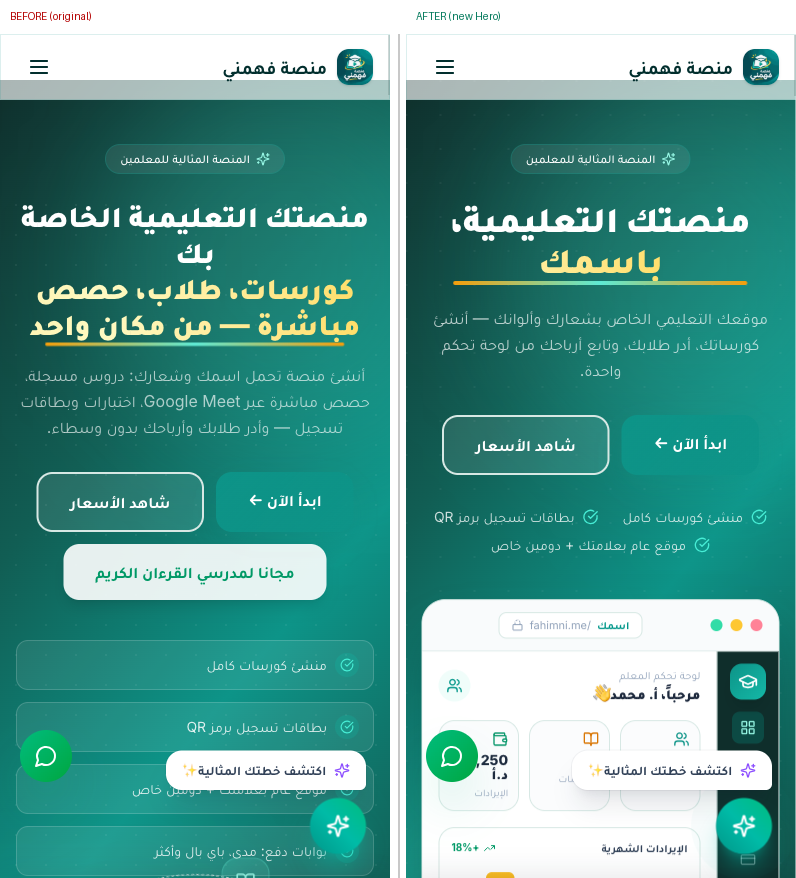 BEFORE (original)
منصة فهمني
المنصة المثالية للمعلمين
منصتك التعليمية الخاصة
بك
كورسات، طلاب، حصص
مباشرة — من مكان واحد
أنشئ منصة تحمل اسمك وشعارك: دروس مسجلة،
حصص مباشرة عبر Google Meet، اختبارات وبطاقات
تسجيل — وأدر طلابك وأرباحك بدون وسطاء.
ابدأ الآن ←
شاهد الأسعار
مجانا لمدرسي القرءان الكريم
منشئ كورسات كامل
بطاقات تسجيل برمز QR
موقع عام بعلامتك + دومين خاص
اكتشف خطتك المثالية✨
بوابات دفع: مدى، باي بال وأكثر
AFTER (new Hero)
منصة فهمني
المنصة المثالية للمعلمين
منصتك التعليمية،
باسمك
موقعك التعليمي الخاص بشعارك وألوانك — أنشئ
كورساتك، أدر طلابك، وتابع أرباحك من لوحة تحكم
واحدة.
ابدأ الآن ←
شاهد الأسعار
منشئ كورسات كامل
بطاقات تسجيل برمز QR
موقع عام بعلامتك + دومين خاص
fahimni.me/ اسمك
لوحة تحكم المعلم
مرحباً، أ. محمد👋
,250
د.أ
الإيرادات
اكتشف خطتك المثالية✨
الإيرادات الشهرية
+18%